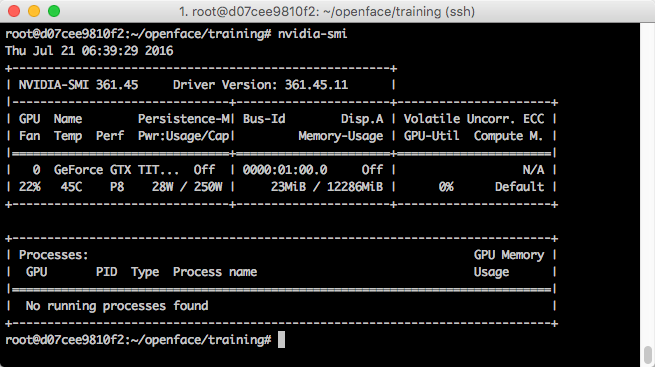 1. root@d07cee9810f2: ~/openface/training (ssh)
root@d07cee9810f2:~/openface/training# nvidia-smi
Thu Jul 21 06:39:29 2016
+------------------------------------------------------+
| NVIDIA-SMI 361.45     Driver Version: 361.45.11      |
|-------------------------------+----------------------+----------------------+
| GPU  Name        Persistence-M| Bus-Id        Disp.A | Volatile Uncorr. ECC |
| Fan  Temp  Perf  Pwr:Usage/Cap|         Memory-Usage | GPU-Util  Compute M. |
|===============================+======================+======================|
|   0  GeForce GTX TIT...  Off  | 0000:01:00.0     Off |                  N/A |
| 22%   45C    P8    28W / 250W |     23MiB / 12286MiB |      0%      Default |
+-------------------------------+----------------------+----------------------+
+-----------------------------------------------------------------------------+
| Processes:                                                       GPU Memory |
|  GPU       PID  Type  Process name                               Usage      |
|=============================================================================|
|  No running processes found                                                 |
+-----------------------------------------------------------------------------+
root@d07cee9810f2:~/openface/training#